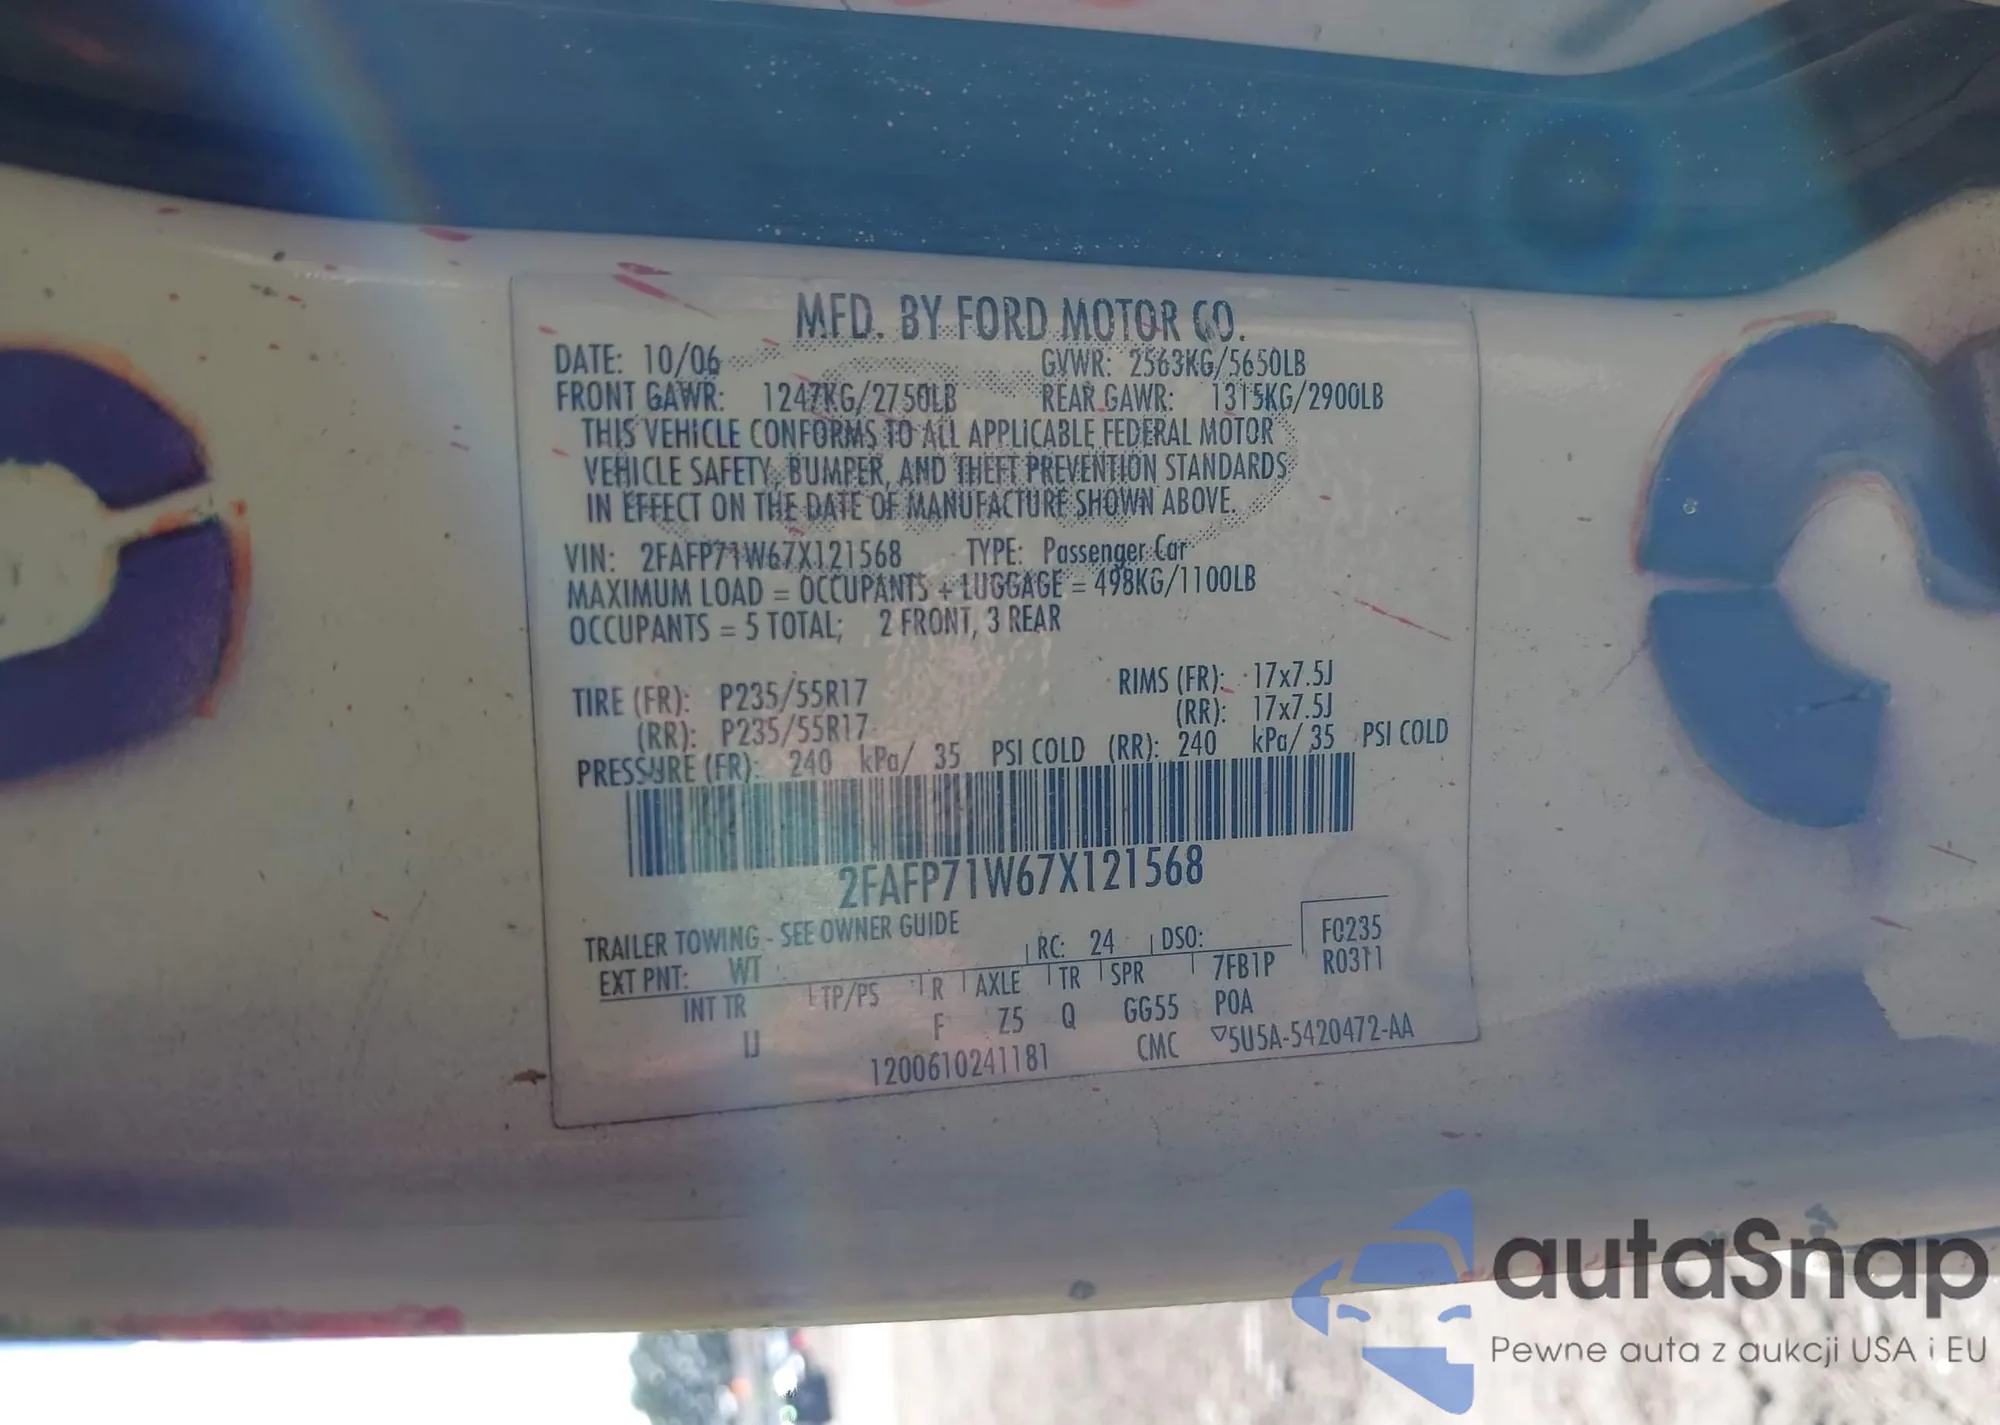 MFD. BY FORD MOTOR CO.
DATE: 10/06 GVWR: 2563KG/5650LB
FRONT GAWR: 1247KG/2750LB REAR GAWR: 1315KG/2900LB
THIS VEHICLE CONFORMS TO ALL APPLICABLE FEDERAL MOTOR
VEHICLE SAFETY, BUMPER, AND THEFT PREVENTION STANDARDS
IN EFFECT ON THE DATE OF MANUFACTURE SHOWN ABOVE.
VIN: 2FAFP71W67X121568 TYPE: Passenger Car
MAXIMUM LOAD = OCCUPANTS + LUGGAGE = 498KG/1100LB
OCCUPANTS = 5 TOTAL; 2 FRONT, 3 REAR
TIRE (FR): P235/55R17 RIMS (FR): 17x7.5J
(RR): P235/55R17 (RR): 17x7.5J
PRESSURE (FR): 240 kPa/ 35 PSI COLD (RR): 240 kPa/ 35 PSI COLD
2FAFP71W67X121568
TRAILER TOWING - SEE OWNER GUIDE
EXT PNT: WT RC: 24 DSO: F0235
INT TR TP/PS R AXLE TR SPR 7FB1P R0311
IJ F Z5 Q GG55 POA
1200610241181 CMC ▽5U5A-5420472-AA
autaSnap
Pewne auta z aukcji USA i EU